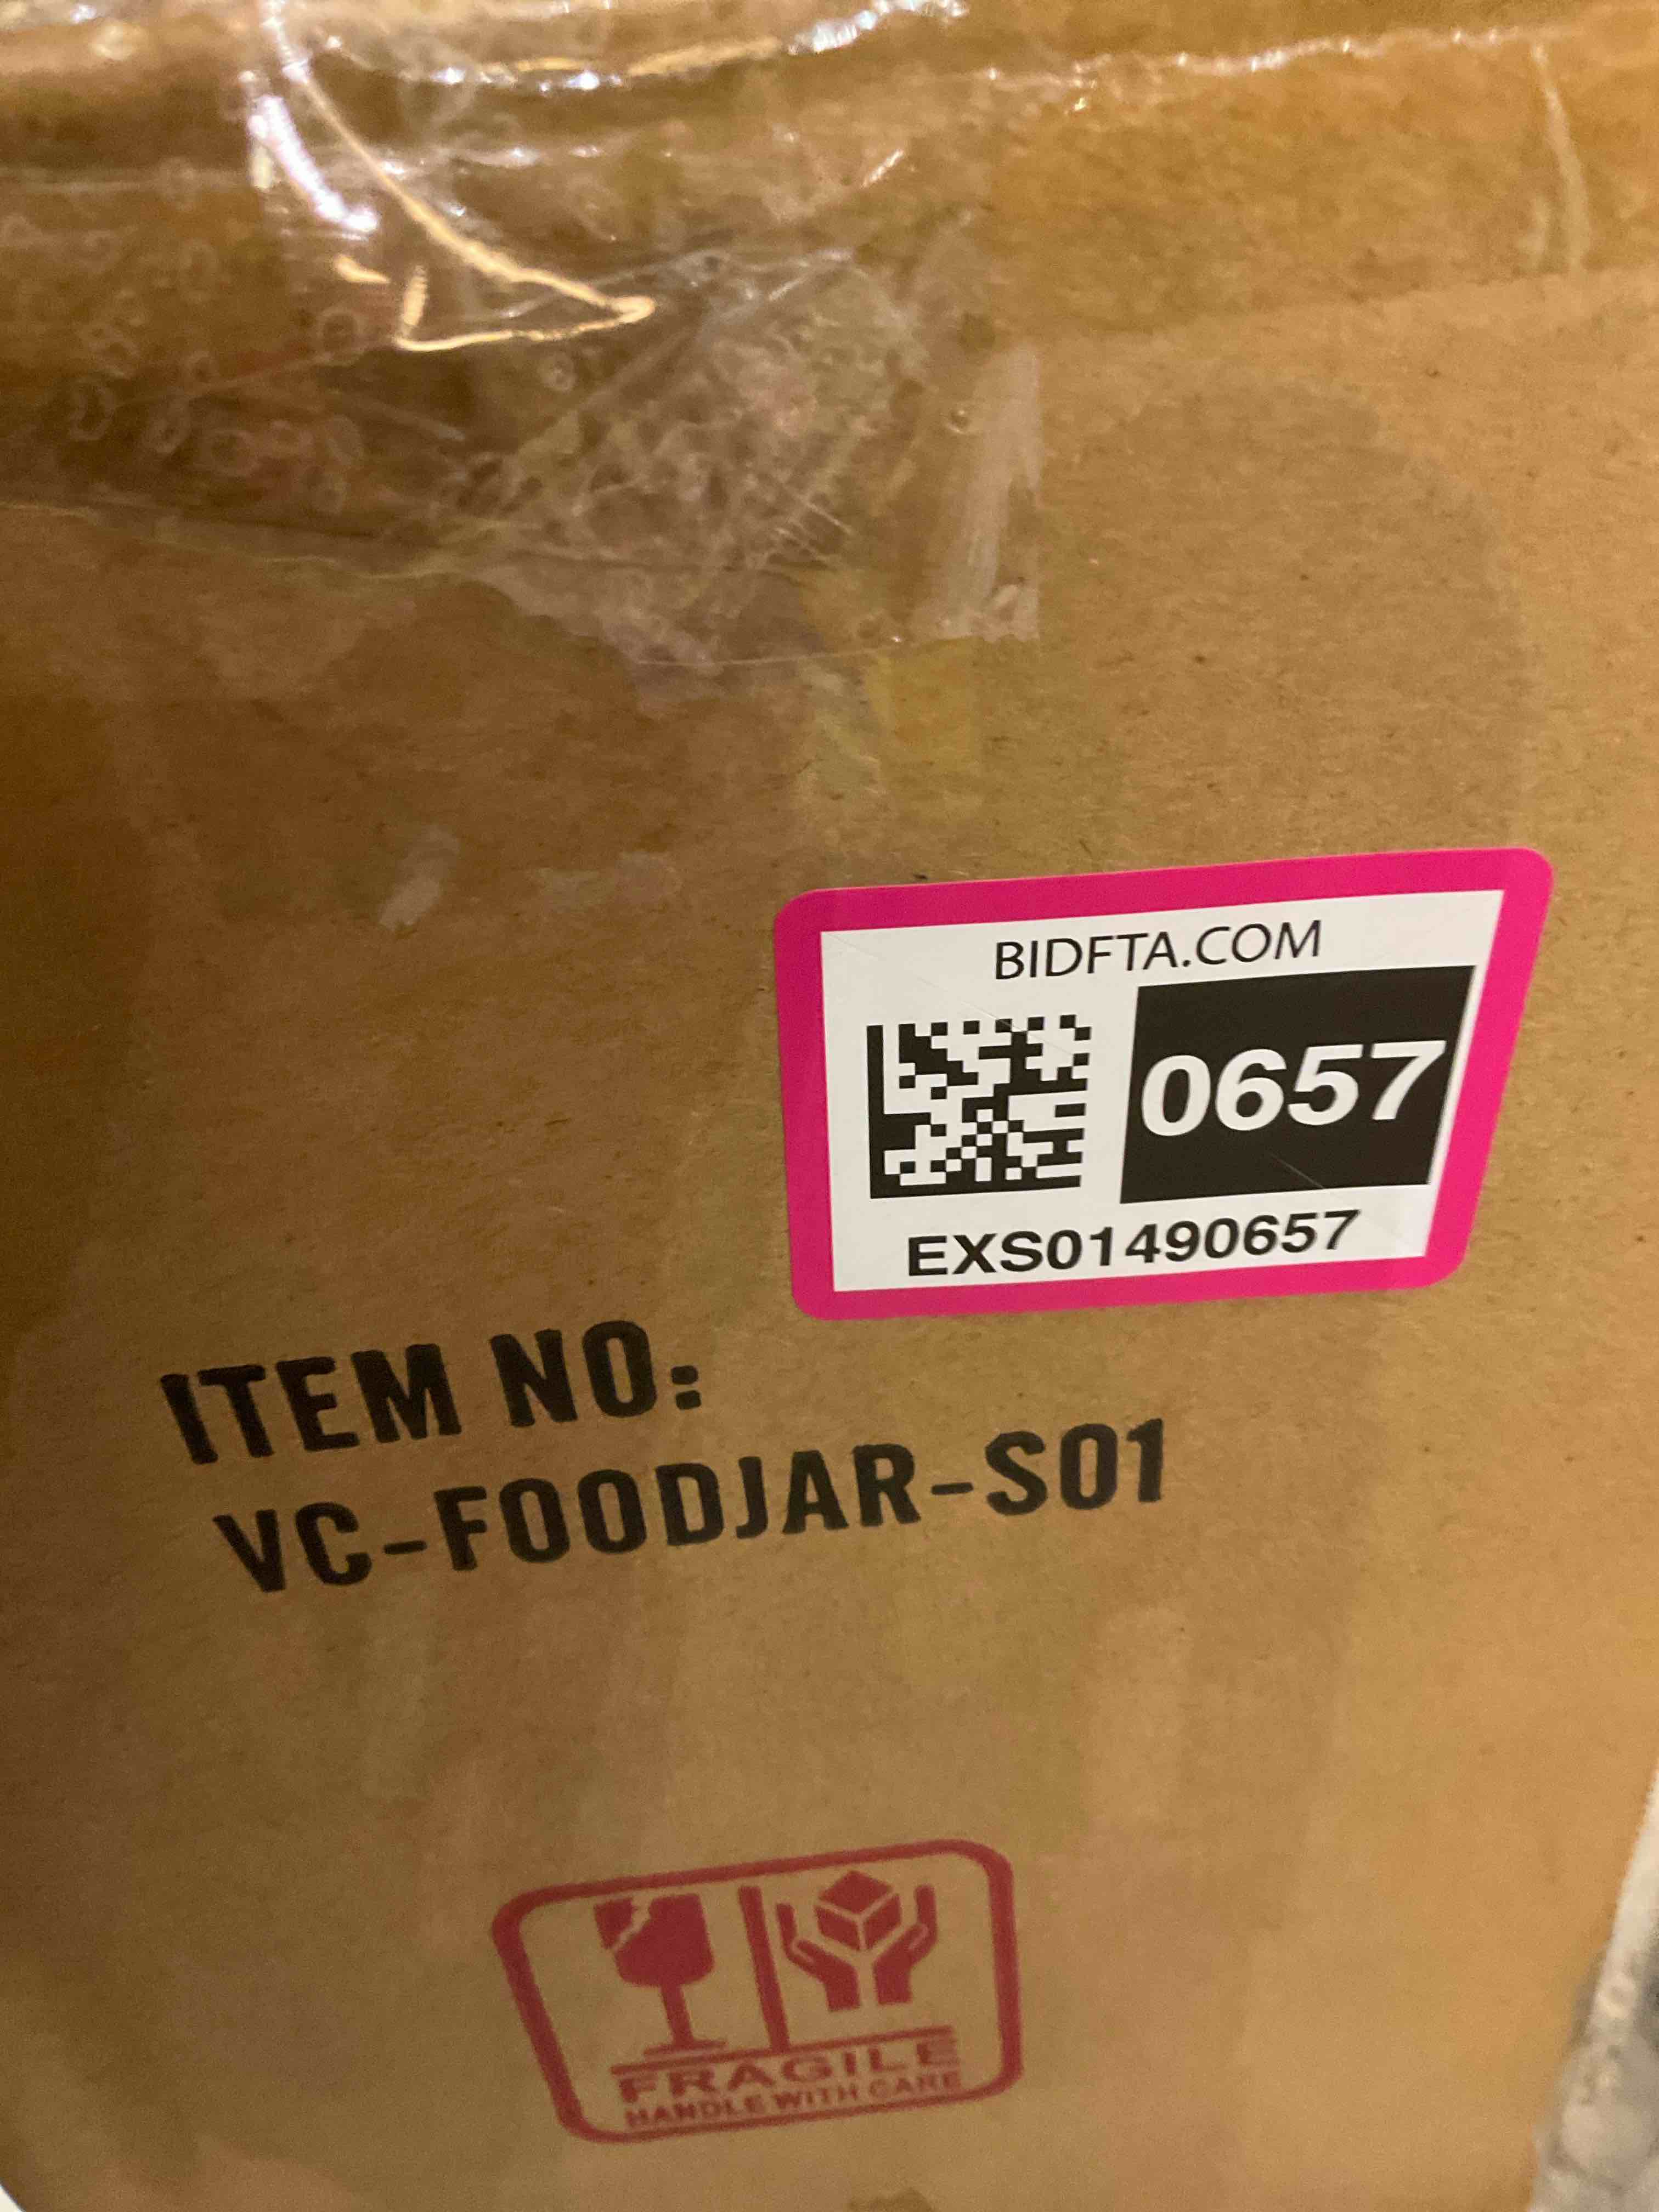 BIDFTA.COM
0657
EXS01490657
ITEM NO:
VC-FOODJAR-S01
FRAGILE
HANDLE WITH CARE